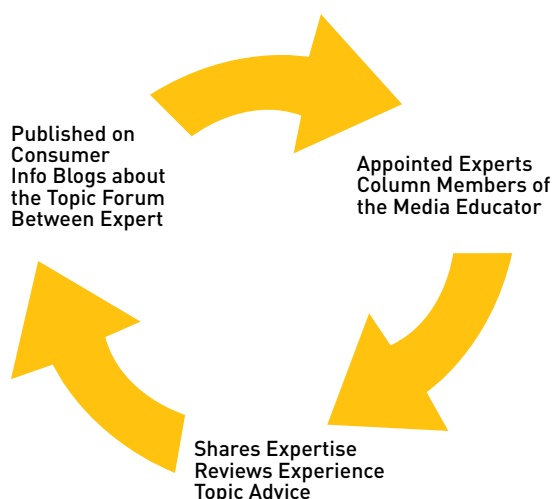 Published on
Consumer
Info Blogs about
the Topic Forum
Between Expert
Appointed Experts
Column Members of
the Media Educator
Shares Expertise
Reviews Experience
Topic Advice